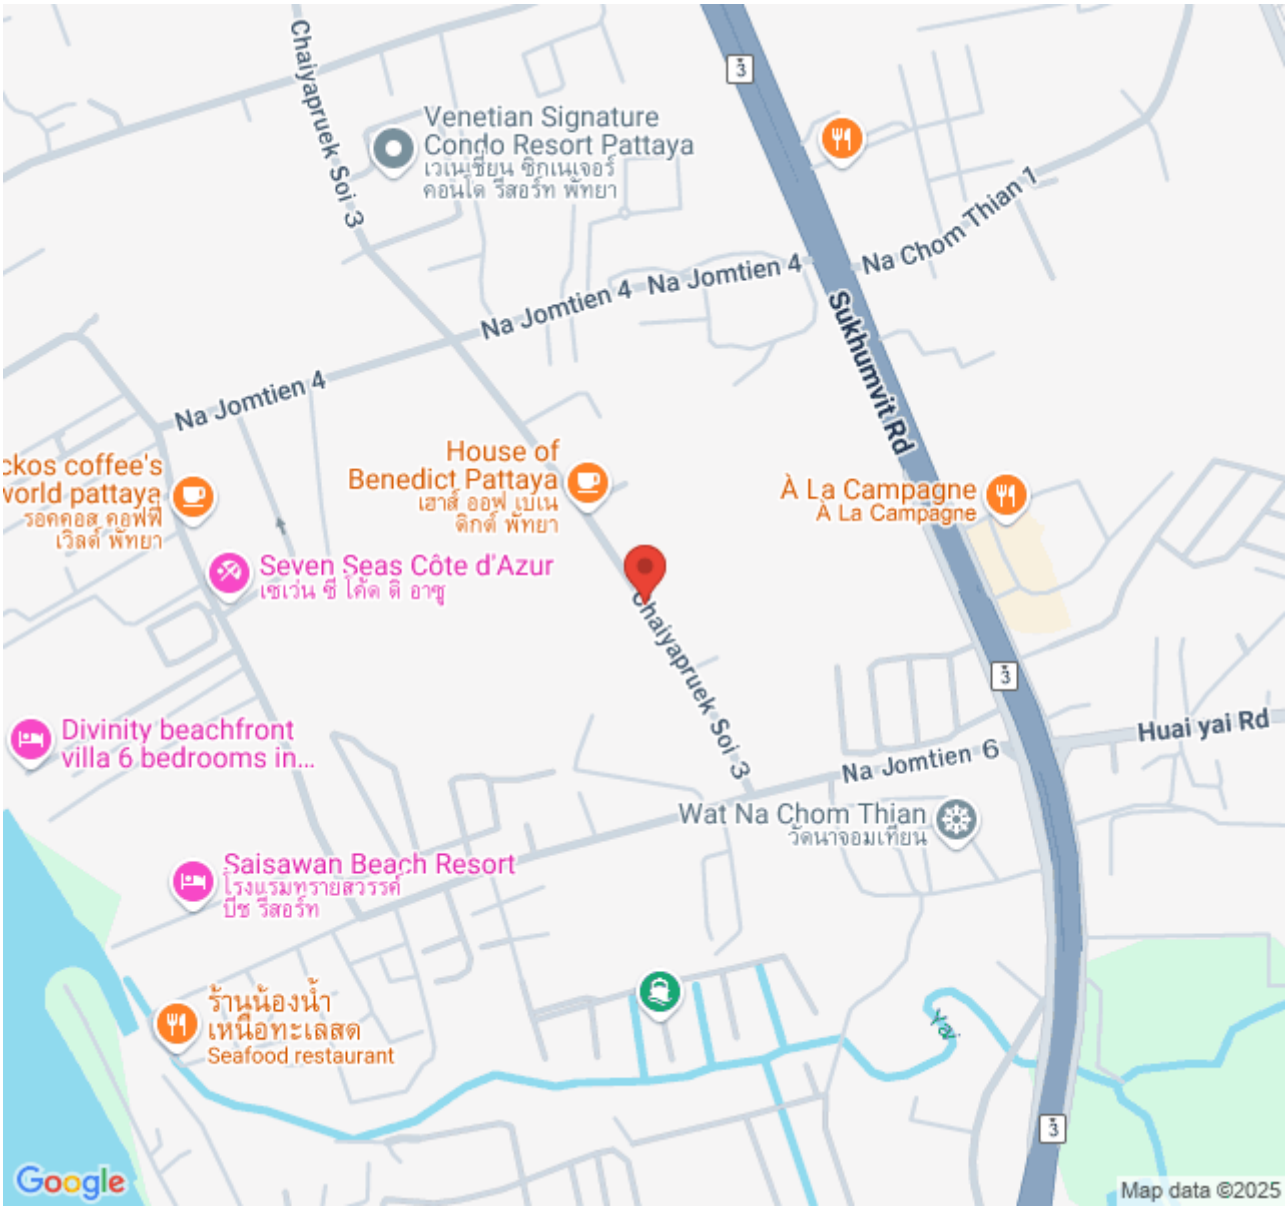 Chaiyapruek Soi 3
3
Venetian Signature
Condo Resort Pattaya
เวเนเชี่ยน ซิกเนเจอร์
คอนโด รีสอร์ท พัทยา
Na Chom Thian 1
Na Jomtien 4
Na Jomtien 4
Sukhumvit Rd
Na Jomtien 4
House of
Benedict Pattaya
เฮาส์ ออฟ เบเน
ดิกต์ พัทยา
ckos coffee's
world pattaya
รอคคอส คอฟฟี่
เวิลด์ พัทยา
À La Campagne
À La Campagne
Seven Seas Côte d'Azur
เซเว่น ซี โค้ด ดิ อาซู
Chaiyapruek Soi 3
3
Divinity beachfront
villa 6 bedrooms in...
Huai yai Rd
Na Jomtien 6
Wat Na Chom Thian
วัดนาจอมเทียน
Saisawan Beach Resort
โรงแรมทรายสวรรค์
บีช รีสอร์ท
ร้านน้องน้ำ
เหนือทะเลสด
Seafood restaurant
Yai
3
Google
Map data ©2025